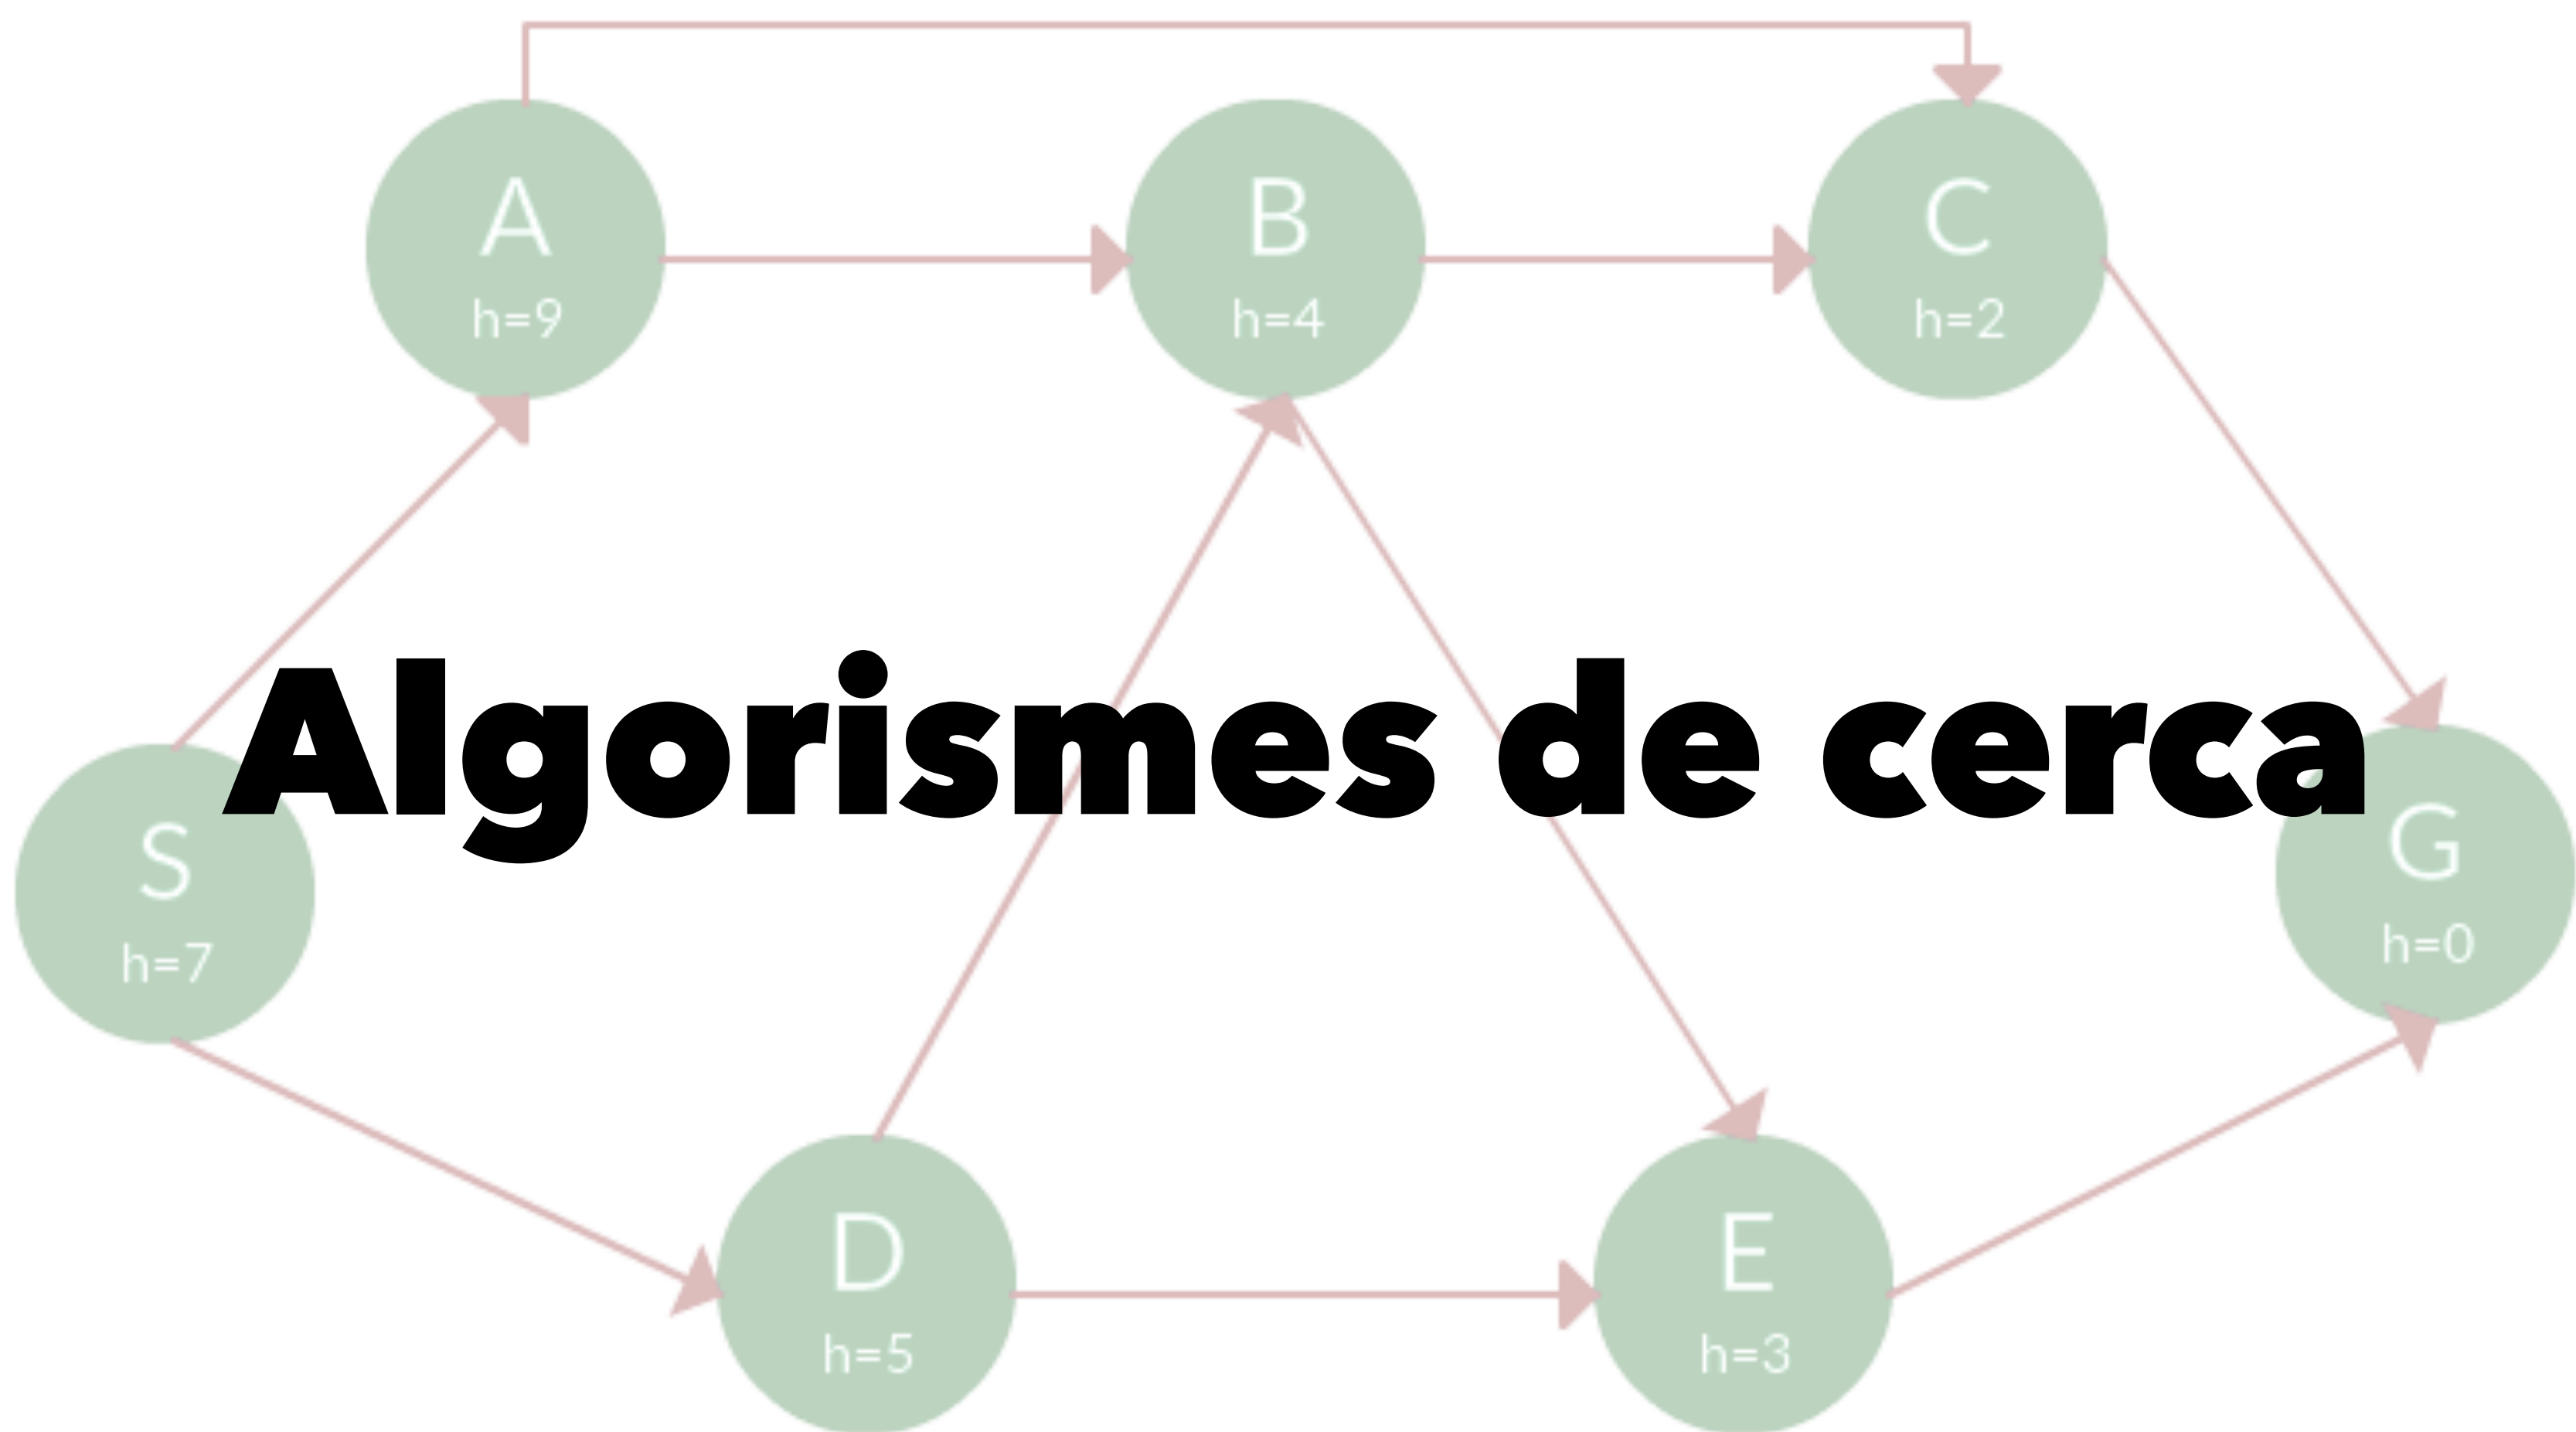 A
h=9
B
h=4
C
h=2
Algorismes de cerca
S
h=7
G
h=0
D
h=5
E
h=3